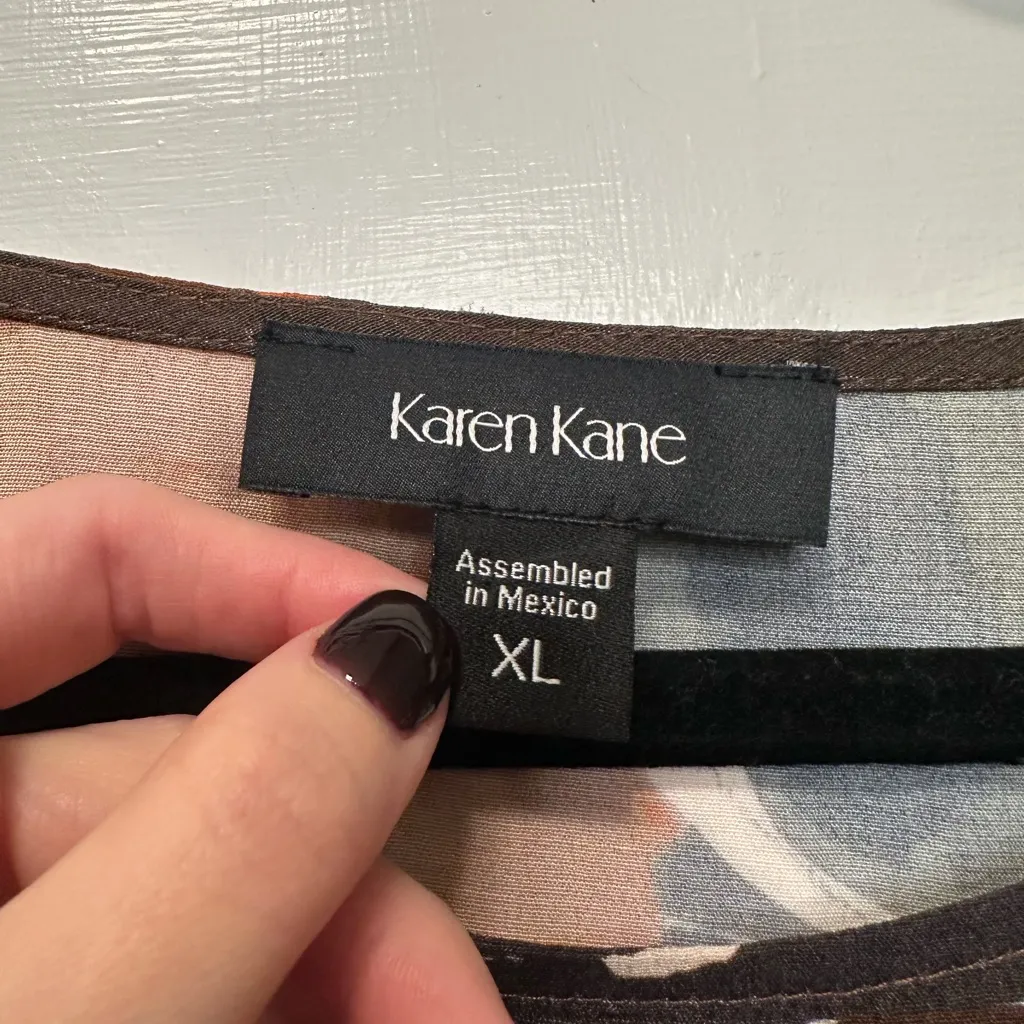 Karen Kane
Assembled
in Mexico
XL